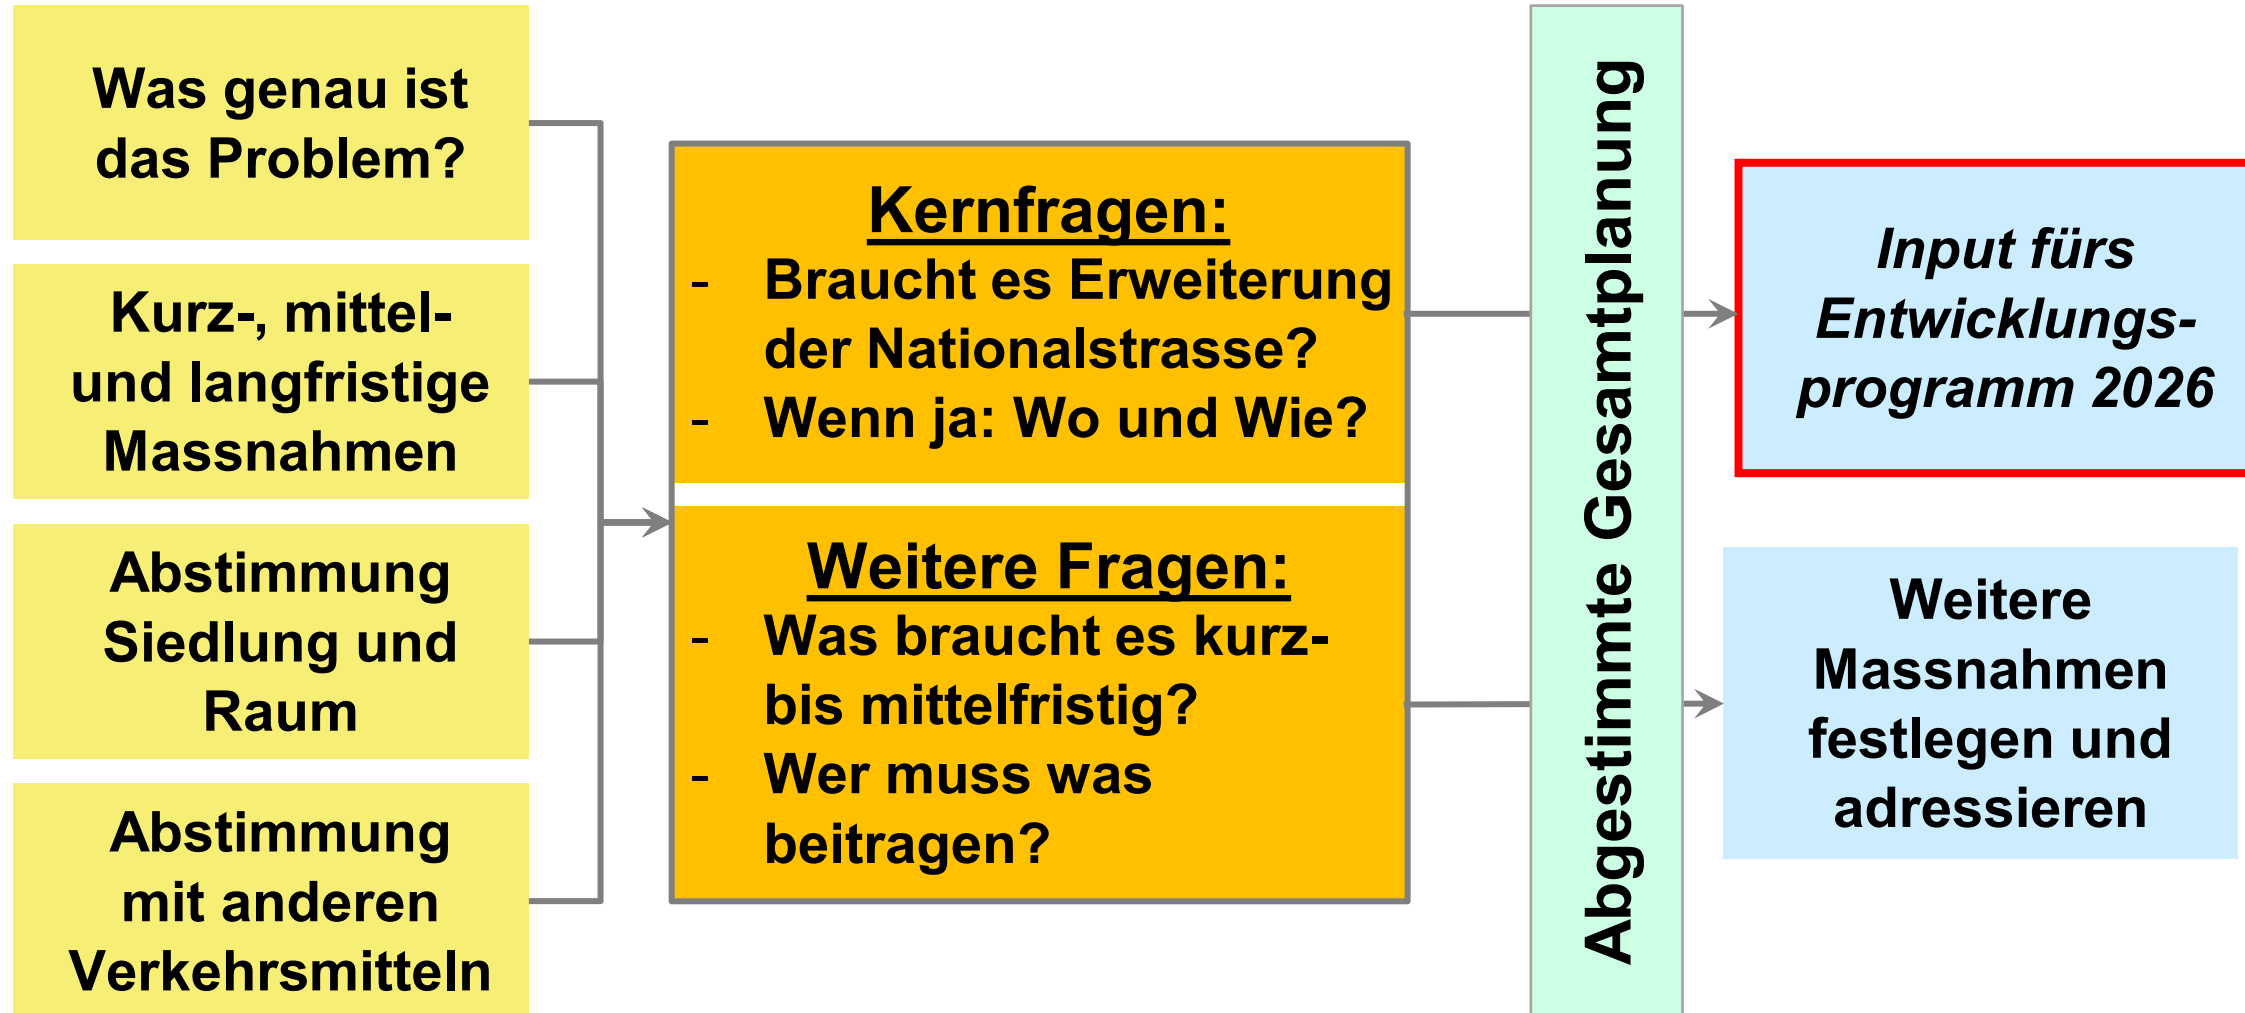 Was genau ist
das Problem?
Kurz-, mittel-
und langfristige
Massnahmen
Abstimmung
Siedlung und
Raum
Abstimmung
mit anderen
Verkehrsmitteln
Kernfragen:
- Braucht es Erweiterung
der Nationalstrasse?
- Wenn ja: Wo und Wie?
Weitere Fragen:
- Was braucht es kurz-
bis mittelfristig?
- Wer muss was
beitragen?
Abgestimmte Gesamtplanung
Input fürs
Entwicklungs-
programm 2026
Weitere
Massnahmen
festlegen und
adressieren